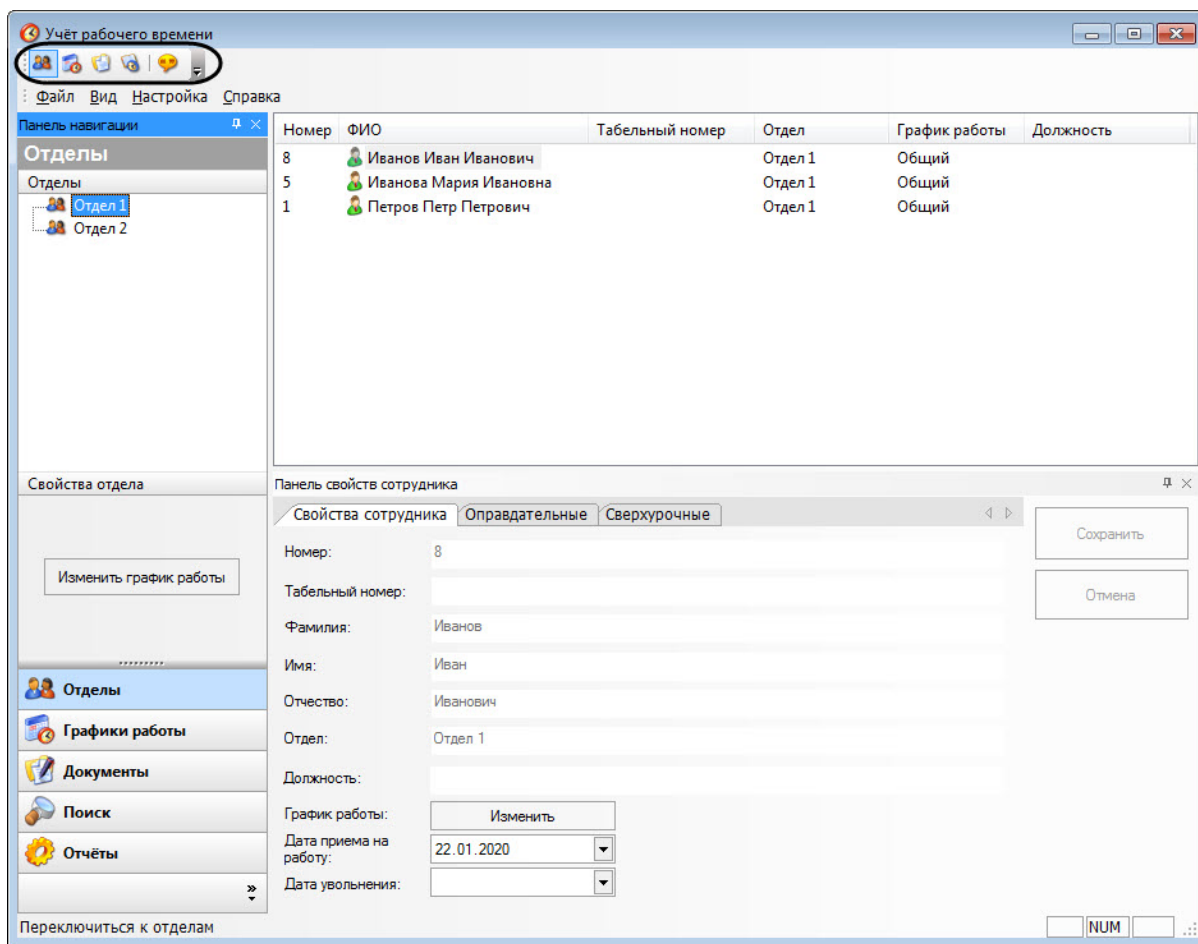 Учёт рабочего времени
Файл Вид Настройка Справка
Панель навигации
Отделы
Отделы
Отдел 1
Отдел 2
Номер ФИО Табельный номер Отдел График работы Должность
8 Иванов Иван Иванович Отдел 1 Общий
5 Иванова Мария Ивановна Отдел 1 Общий
1 Петров Петр Петрович Отдел 1 Общий
Свойства отдела
Изменить график работы
Панель свойств сотрудника
Свойства сотрудника Оправдательные Сверхурочные
Номер: 8
Табельный номер:
Фамилия: Иванов
Имя: Иван
Отчество: Иванович
Отдел: Отдел 1
Должность:
График работы: Изменить
Дата приема на
работу: 22.01.2020
Дата увольнения:
Сохранить
Отмена
Отделы
Графики работы
Документы
Поиск
Отчёты
Переключиться к отделам
NUM